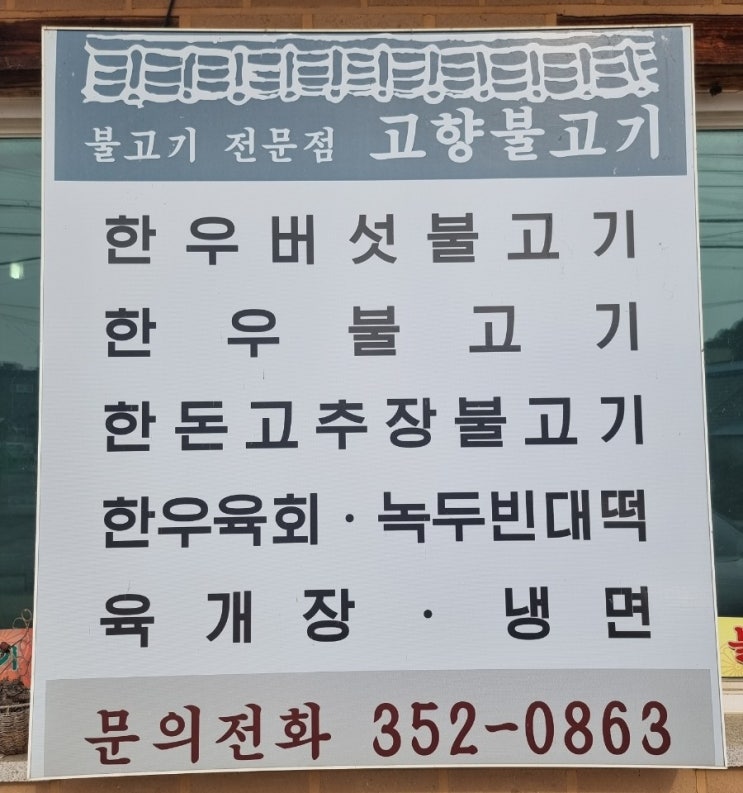 불고기 전문점 고향불고기
한우버섯불고기
한우불고기
한돈고추장불고기
한우육회 · 녹두빈대떡
육개장 · 냉면
문의전화 352-0863